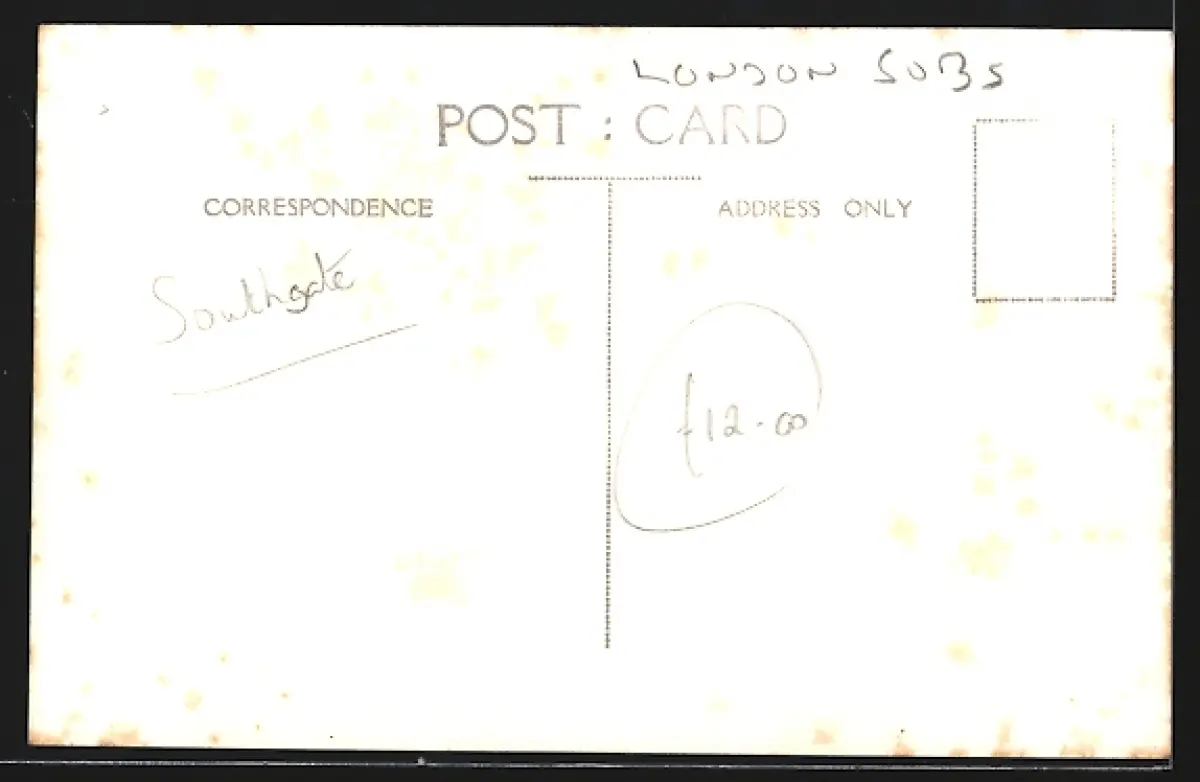 LONDON SUBS
POST : CARD
CORRESPONDENCE
ADDRESS ONLY
Southgate
£12.00